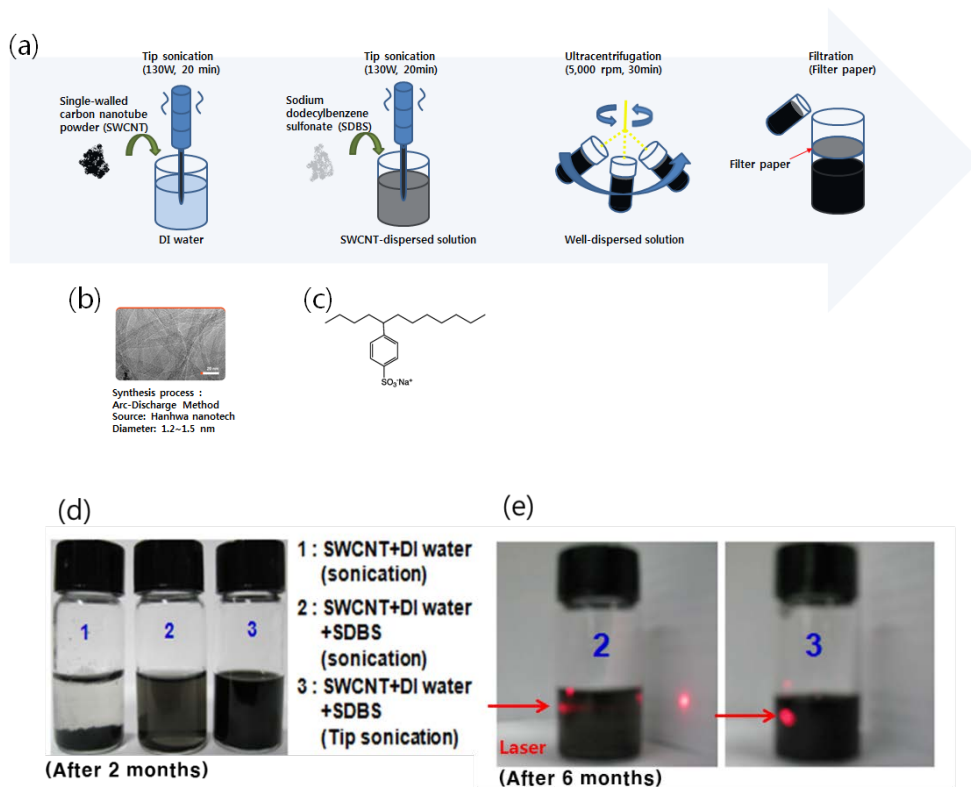 (a)
Tip sonication
(130W, 20 min)
Tip sonication
(130W, 20min)
Ultracentrifugation
(5,000 rpm, 30min)
Filtration
(Filter paper)
Single-walled
carbon nanotube
powder (SWCNT)
Sodium
dodecylbenzene
sulfonate (SDBS)
Filter paper
DI water
SWCNT-dispersed solution
Well-dispersed solution
(b)
20 nm
Synthesis process :
Arc-Discharge Method
Source: Hanhwa nanotech
Diameter: 1.2~1.5 nm
(c)
SO₃⁻Na⁺
(d)
1
2
3
1 : SWCNT+DI water
(sonication)
2 : SWCNT+DI water
+SDBS
(sonication)
3 : SWCNT+DI water
+SDBS
(Tip sonication)
(After 2 months)
(e)
2
3
Laser
(After 6 months)